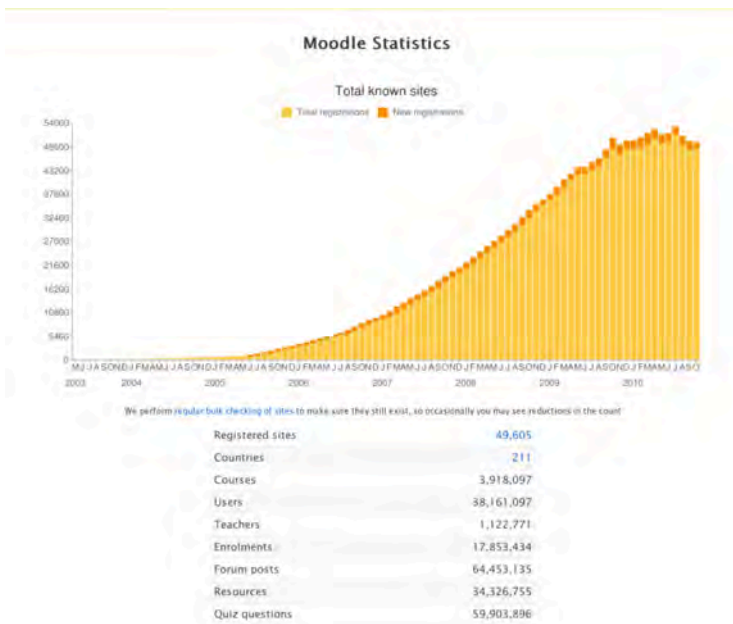 Moodle Statistics
Total known sites
Total registrations New registrations
54000
48600
43200
37800
32400
27000
21600
16200
10800
5400
0
M J J A S O N D J F M A M J J A S O N D J F M A M J J A S O N D J F M A M J J A S O N D J F M A M J J A S O N D J F M A M J J A S O N D J F M A M J J A S O N D J F M A M J J A S O
2003 2004 2005 2006 2007 2008 2009 2010
We perform regular bulk checking of sites to make sure they still exist, so occasionally you may see reductions in the count
Registered sites 49,605
Countries 211
Courses 3,918,097
Users 38,161,097
Teachers 1,122,771
Enrolments 17,853,434
Forum posts 64,453,135
Resources 34,326,755
Quiz questions 59,903,896